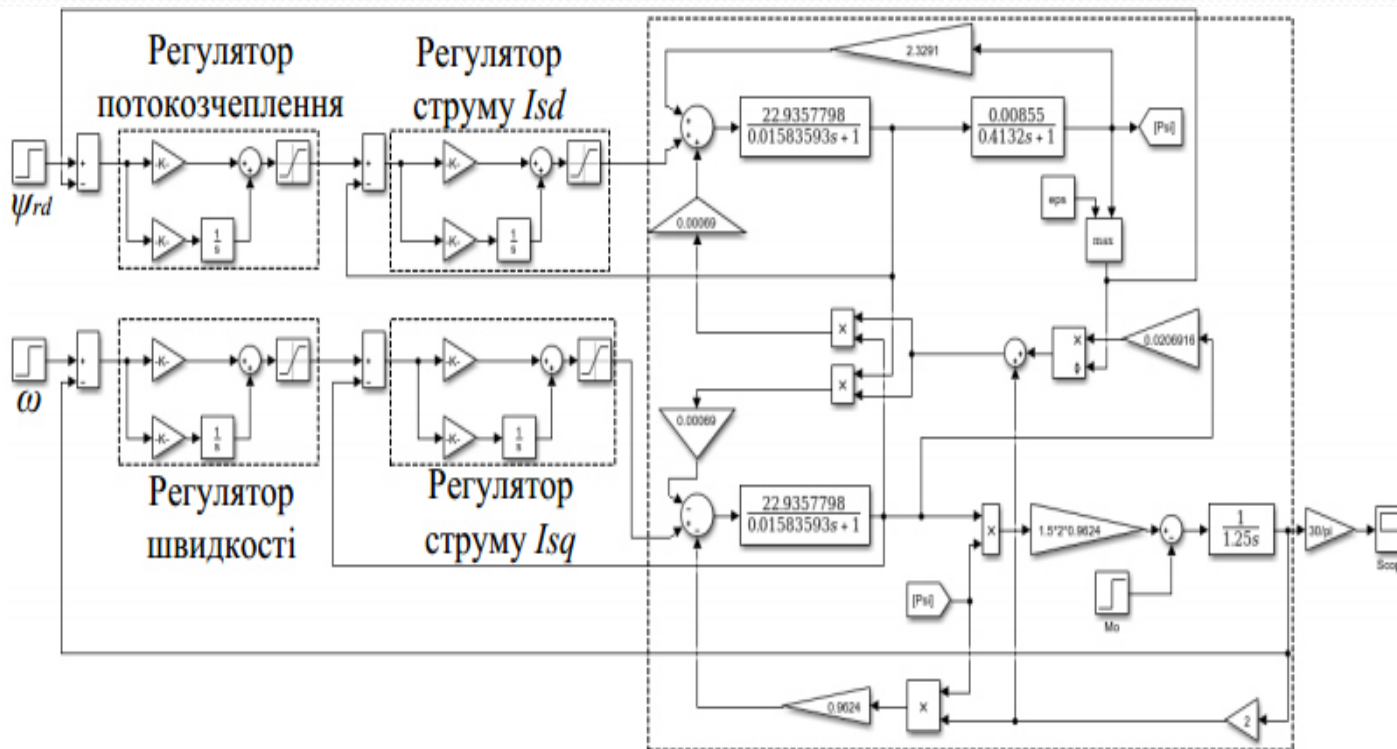 Регулятор
потокозчеплення
Регулятор
струму Isd
2.3291
22.9357798
0.01583593s + 1
0.00855
0.4132s + 1
[Psi]
ψrd
-K-
-K-
1
s
-K-
-K-
1
s
eps
max
0.00069
ω
-K-
-K-
1
s
-K-
-K-
1
s
×
×
×
÷
0.0206916
0.00069
Регулятор
швидкості
Регулятор
струму Isq
22.9357798
0.01583593s + 1
×
1.5*2*0.9624
1
1.25s
30/pi
Scop
[Psi]
Mo
0.9624
×
2